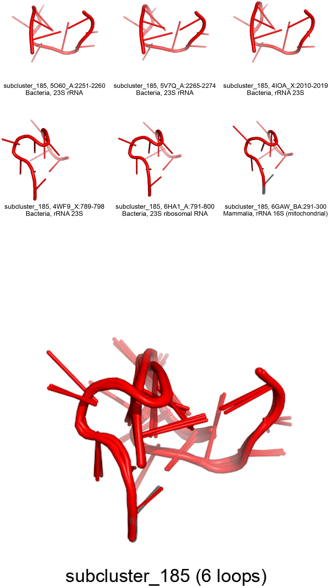 subcluster_185, 5O60_A:2251-2260
Bacteria, 23S rRNA
subcluster_185, 5V7Q_A:2265-2274
Bacteria, 23S rRNA
subcluster_185, 4IOA_X:2010-2019
Bacteria, rRNA 23S
subcluster_185, 4WF9_X:789-798
Bacteria, rRNA 23S
subcluster_185, 6HA1_A:791-800
Bacteria, 23S ribosomal RNA
subcluster_185, 6GAW_BA:291-300
Mammalia, rRNA 16S (mitochondrial)
subcluster_185 (6 loops)